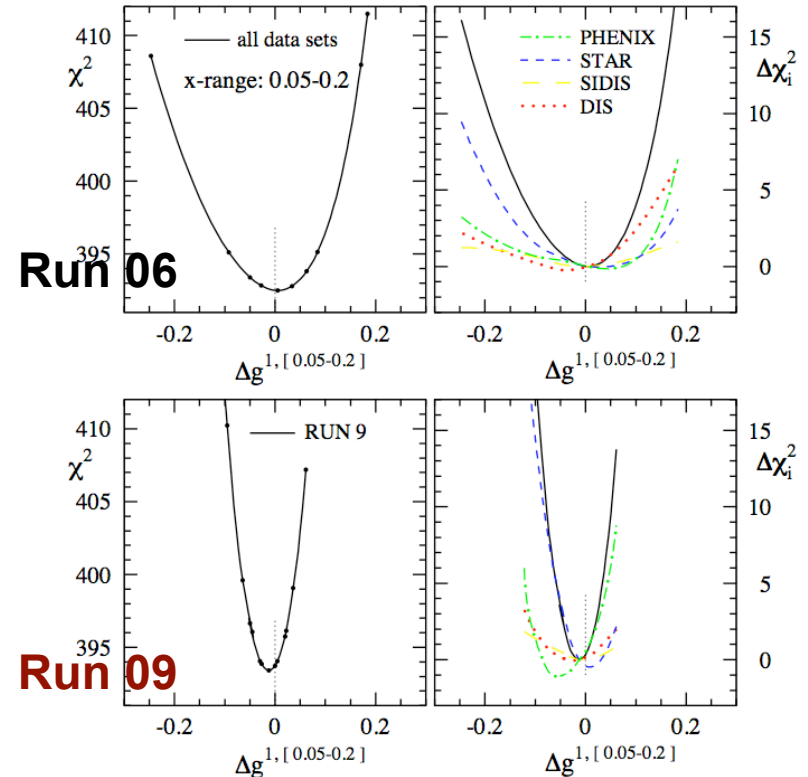 410
χ²
405
400
395
all data sets
x-range: 0.05-0.2
Run 06
-0.2
0
0.2
Δg^{1, [ 0.05-0.2 ]}
PHENIX
STAR
SIDIS
DIS
15
Δχ_i²
10
5
0
-0.2
0
0.2
Δg^{1, [ 0.05-0.2 ]}
410
χ²
405
400
395
RUN 9
Run 09
-0.2
0
0.2
Δg^{1, [ 0.05-0.2 ]}
15
Δχ_i²
10
5
0
-0.2
0
0.2
Δg^{1, [ 0.05-0.2 ]}